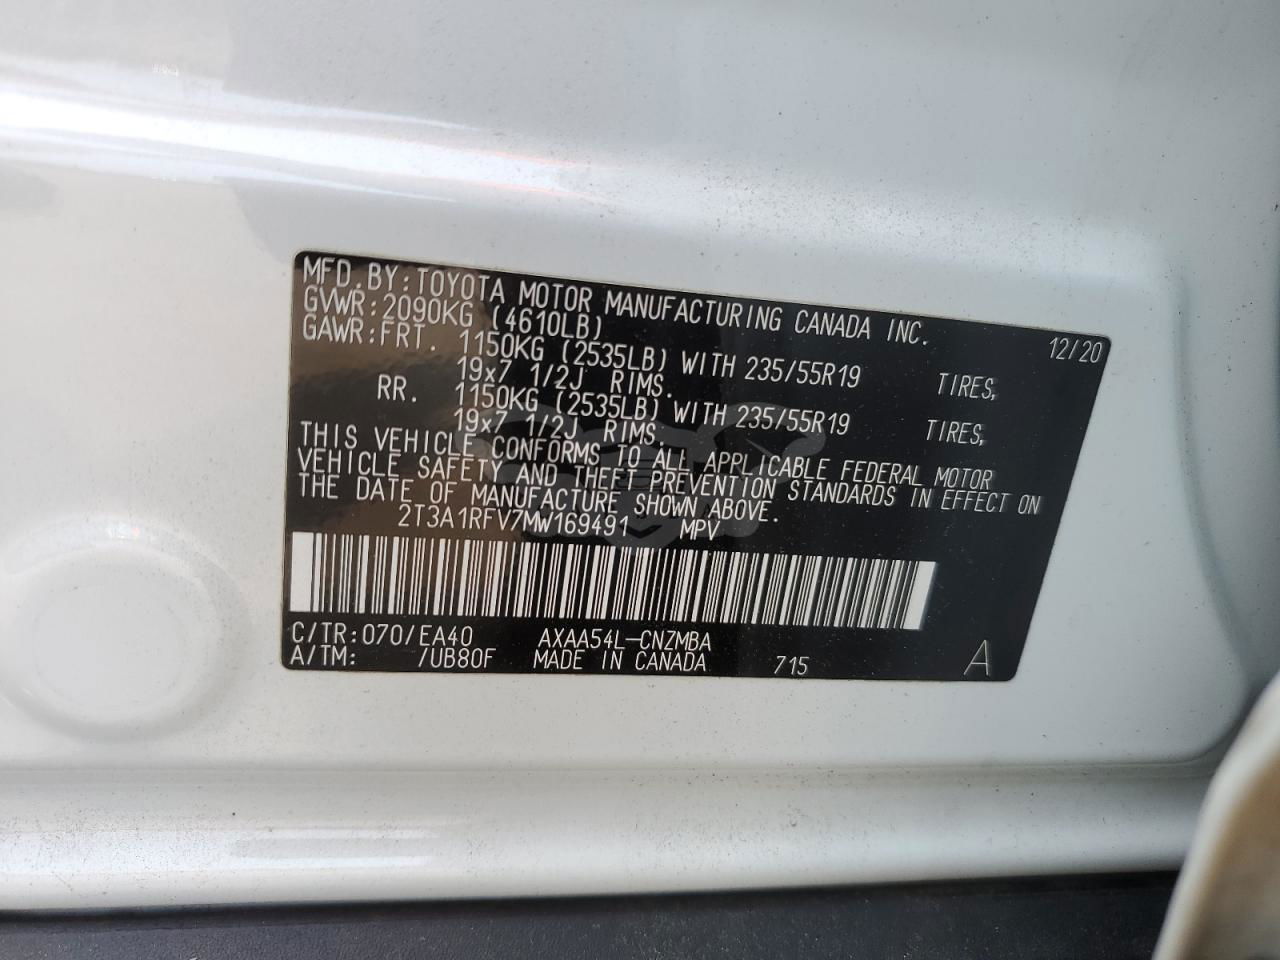 MFD.BY:TOYOTA MOTOR MANUFACTURING CANADA INC. 12/20
GVWR:2090KG (4610LB)
GAWR:FRT. 1150KG (2535LB) WITH 235/55R19 TIRES,
19x7 1/2J RIMS.
RR. 1150KG (2535LB) WITH 235/55R19 TIRES,
19x7 1/2J RIMS.
THIS VEHICLE CONFORMS TO ALL APPLICABLE FEDERAL MOTOR
VEHICLE SAFETY AND THEFT PREVENTION STANDARDS IN EFFECT ON
THE DATE OF MANUFACTURE SHOWN ABOVE.
2T3A1RFV7MW169491 MPV
C/TR:070/EA40 AXAA54L-CNZMBA
A/TM: /UB80F MADE IN CANADA 715 A